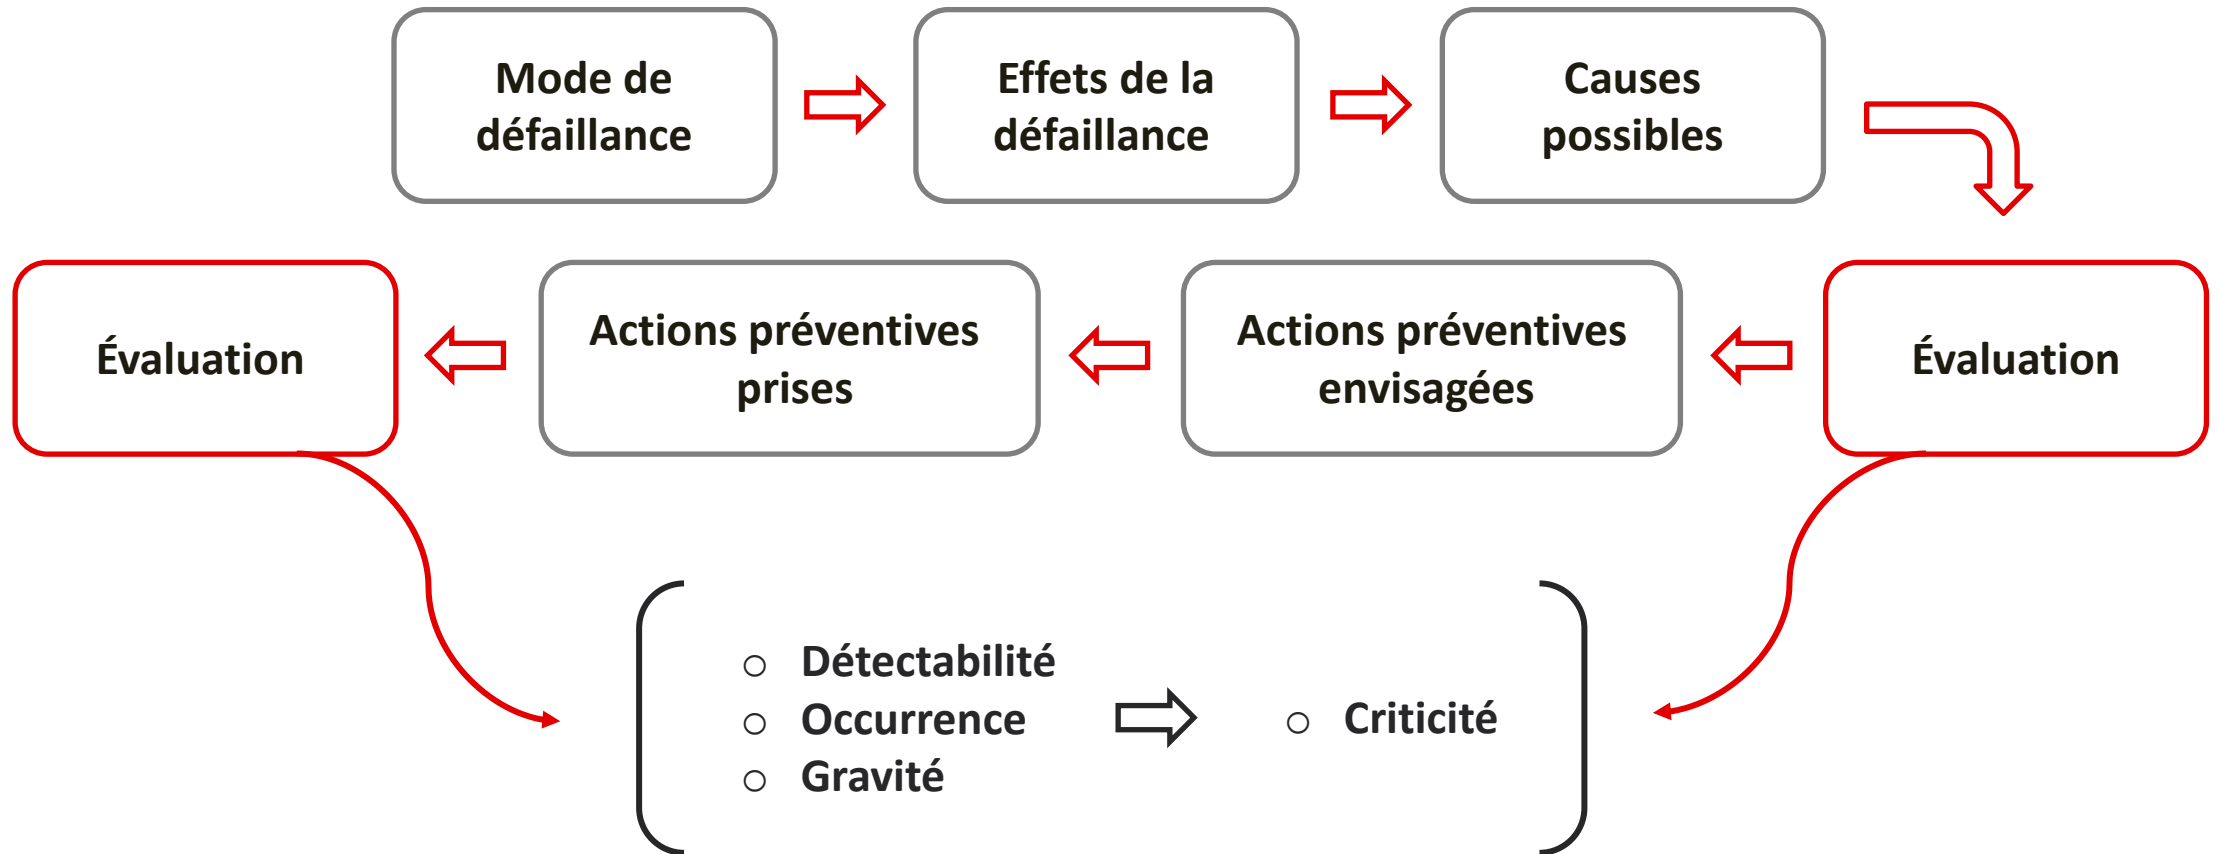 Mode de
défaillance
Effets de la
défaillance
Causes
possibles
Évaluation
Actions préventives
prises
Actions préventives
envisagées
Évaluation
○ Détectabilité
○ Occurrence
○ Gravité
○ Criticité